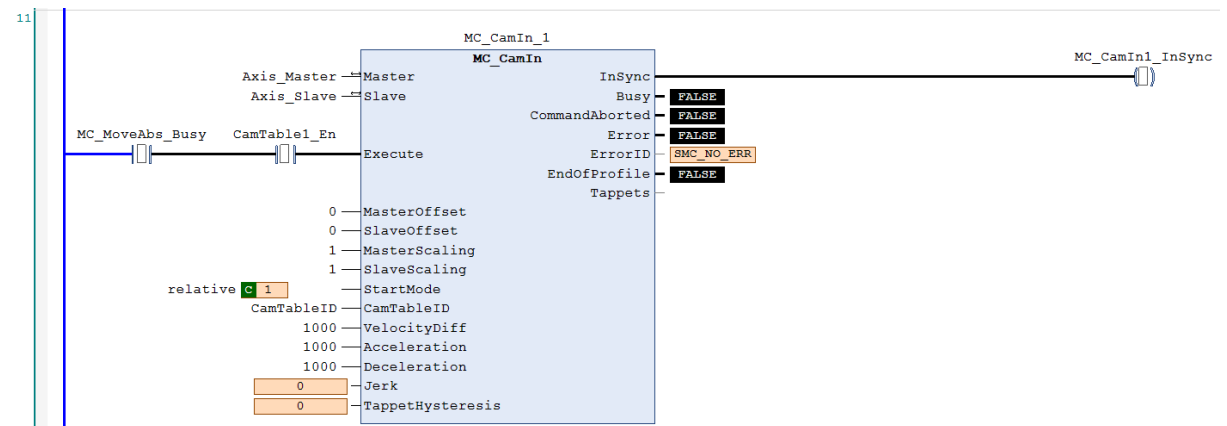 11
MC_CamIn_1
MC_CamIn
MC_CamIn1_InSync
Axis_Master Master InSync
Axis_Slave Slave Busy FALSE
CommandAborted FALSE
MC_MoveAbs_Busy CamTable1_En Error FALSE
Execute ErrorID SMC_NO_ERR
EndOfProfile FALSE
Tappets
0 MasterOffset
0 SlaveOffset
1 MasterScaling
1 SlaveScaling
relative C 1 StartMode
CamTableID CamTableID
1000 VelocityDiff
1000 Acceleration
1000 Deceleration
0 Jerk
0 TappetHysteresis